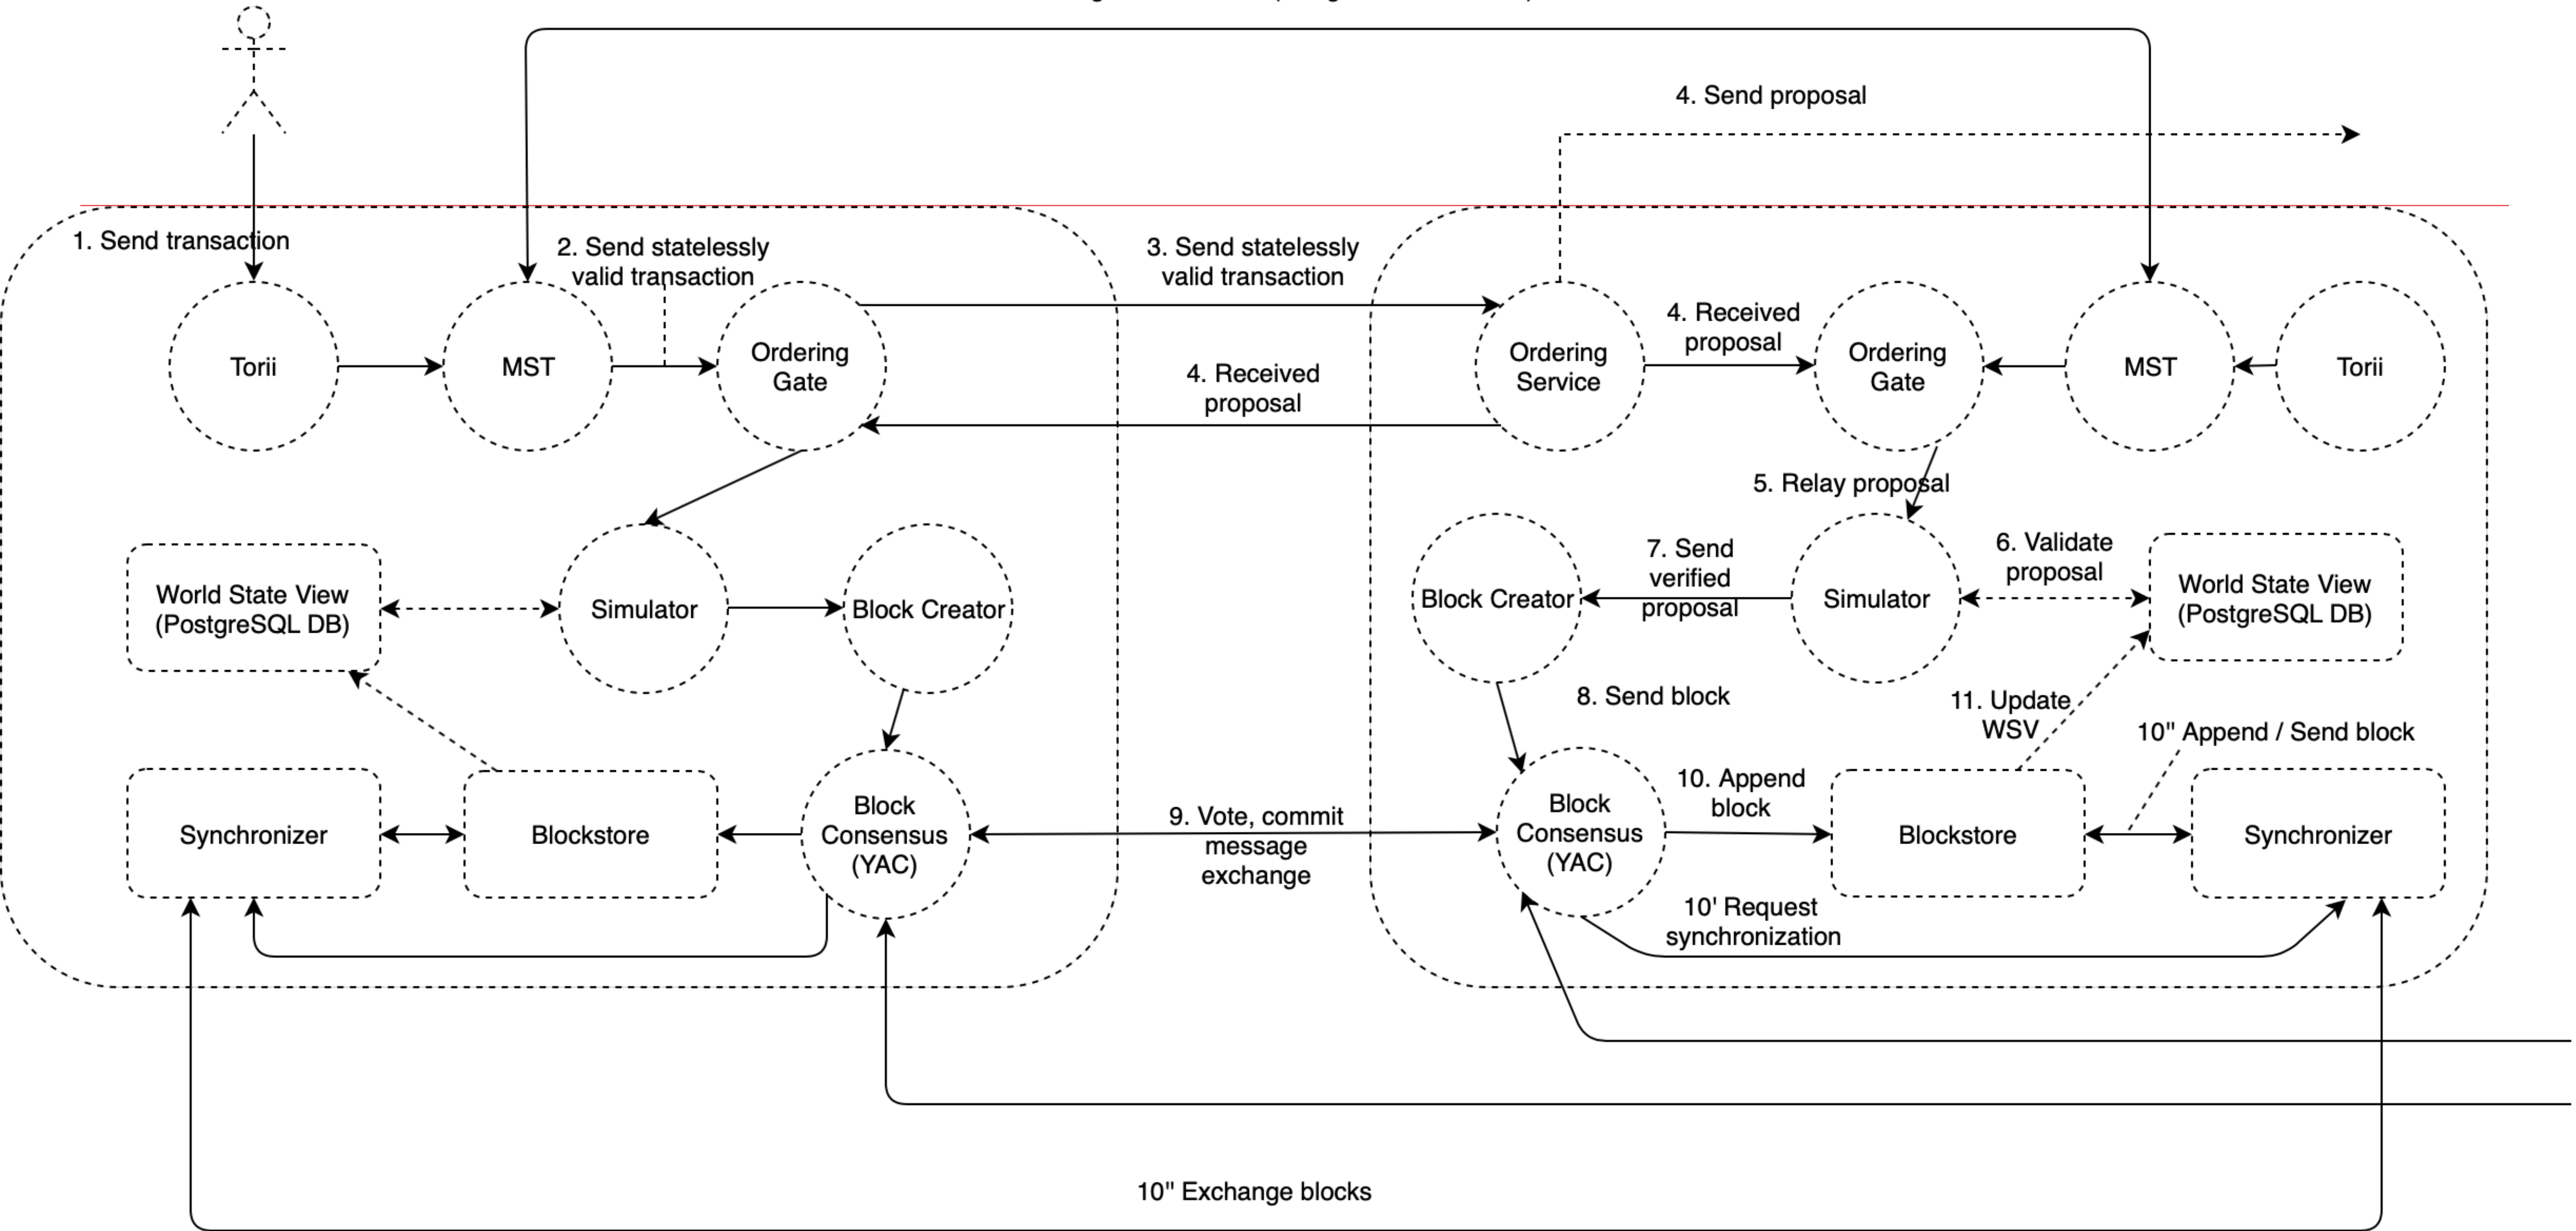 4. Send proposal
1. Send transaction
2. Send statelessly
valid transaction
3. Send statelessly
valid transaction
Torii
MST
Ordering
Gate
4. Received
proposal
Ordering
Service
4. Received
proposal
Ordering
Gate
MST
Torii
5. Relay proposal
World State View
(PostgreSQL DB)
Simulator
Block Creator
Block Creator
7. Send
verified
proposal
Simulator
6. Validate
proposal
World State View
(PostgreSQL DB)
8. Send block
11. Update
WSV
10" Append / Send block
Synchronizer
Blockstore
Block
Consensus
(YAC)
9. Vote, commit
message
exchange
Block
Consensus
(YAC)
10. Append
block
Blockstore
Synchronizer
10' Request
synchronization
10" Exchange blocks